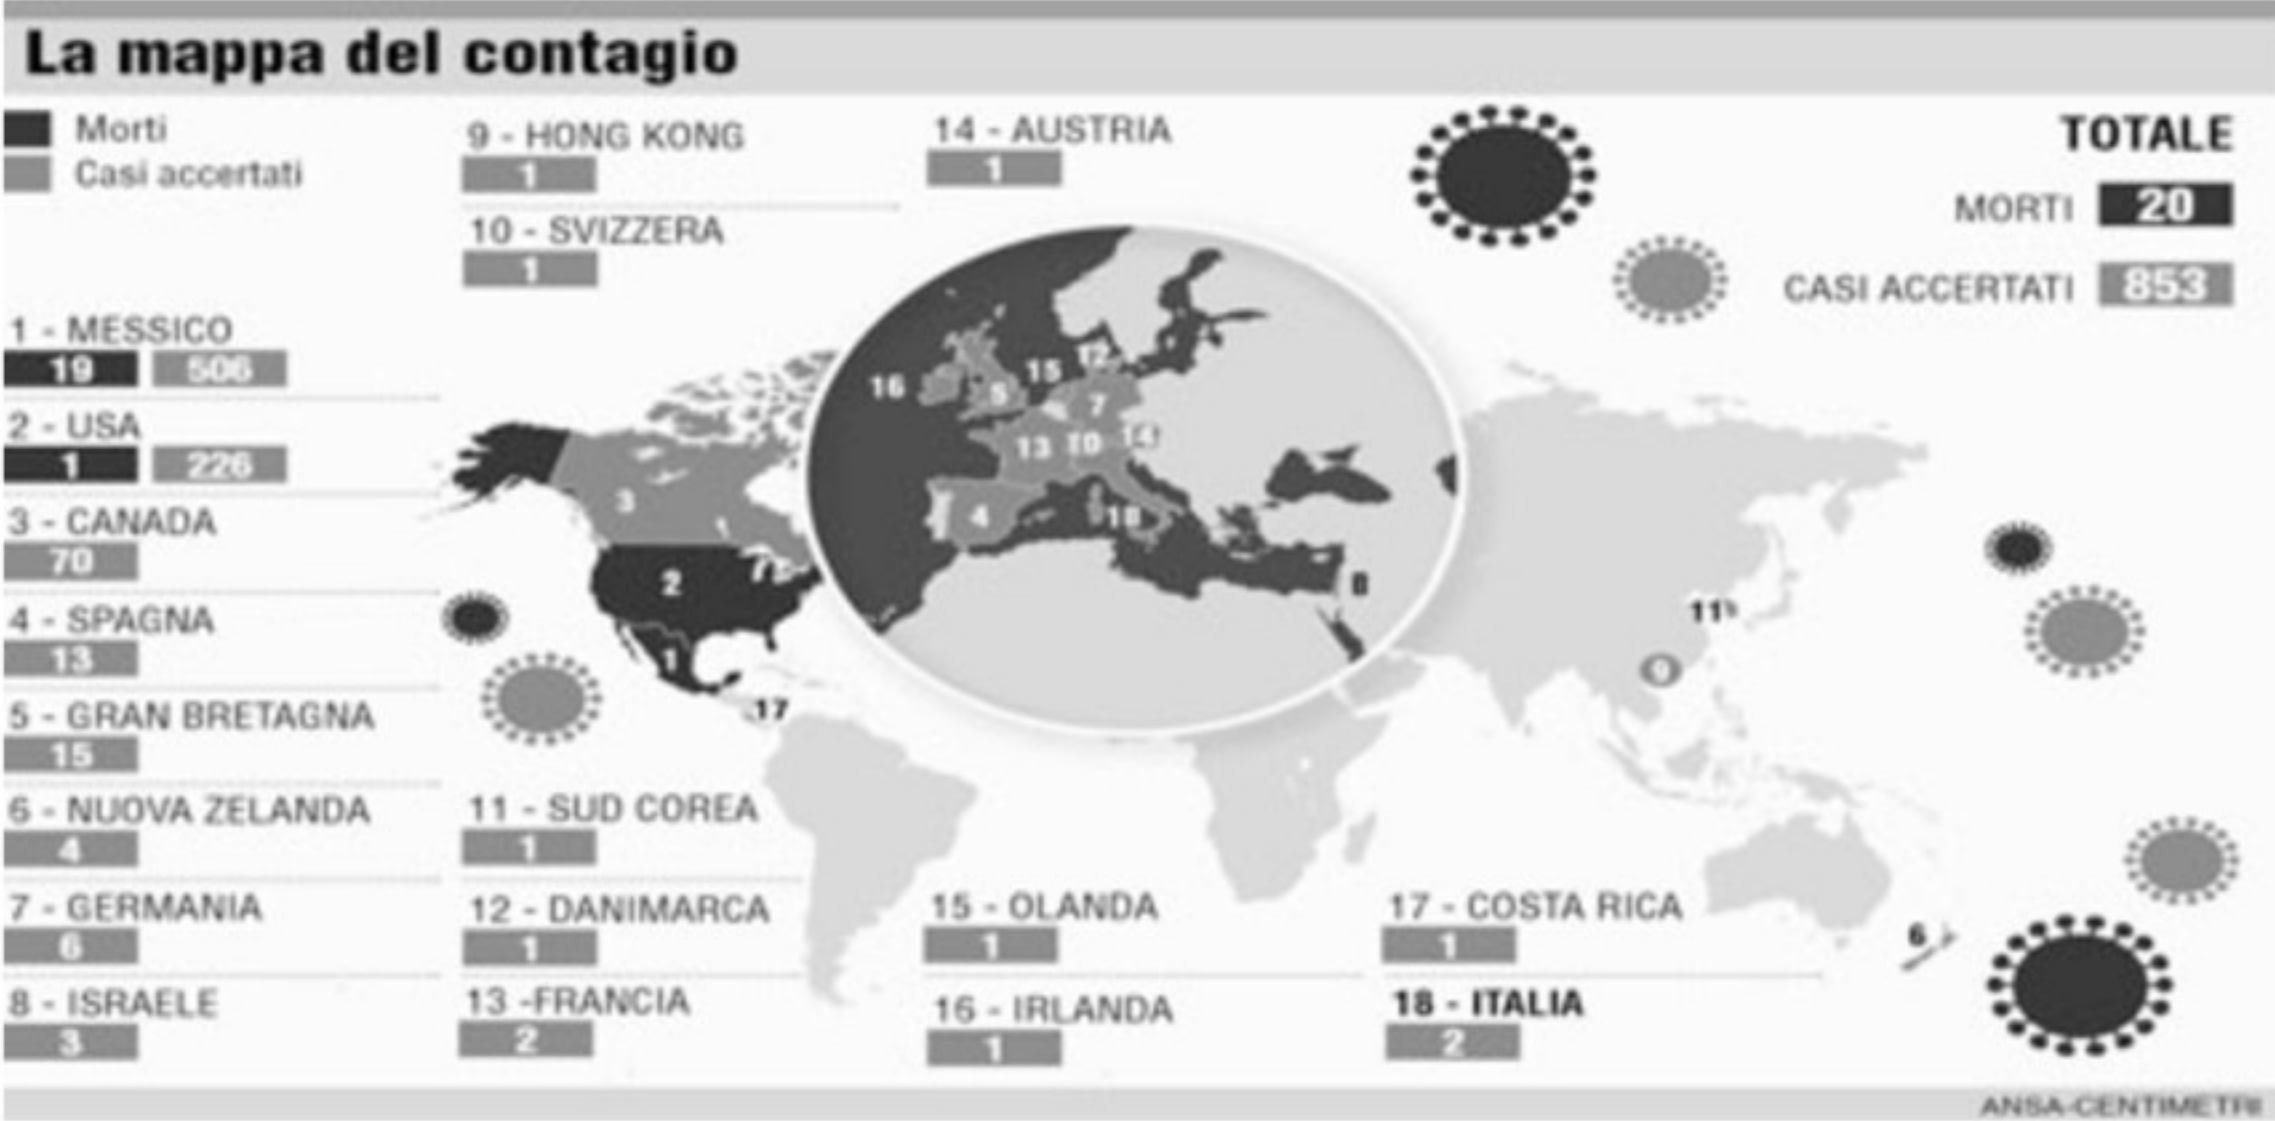 La mappa del contagio
Morti
Casi accertati
TOTALE
MORTI 20
CASI ACCERTATI 853
1 - MESSICO
19 506
2 - USA
1 226
3 - CANADA
70
4 - SPAGNA
13
5 - GRAN BRETAGNA
15
6 - NUOVA ZELANDA
4
7 - GERMANIA
6
8 - ISRAELE
3
9 - HONG KONG
1
10 - SVIZZERA
1
11 - SUD COREA
1
12 - DANIMARCA
1
13 -FRANCIA
2
14 - AUSTRIA
1
15 - OLANDA
1
16 - IRLANDA
1
17 - COSTA RICA
1
18 - ITALIA
2
12
15
16
5
7
13 10 14
3
4
18
2
8
11
1
9
17
6
ANSA-CENTIMETRI